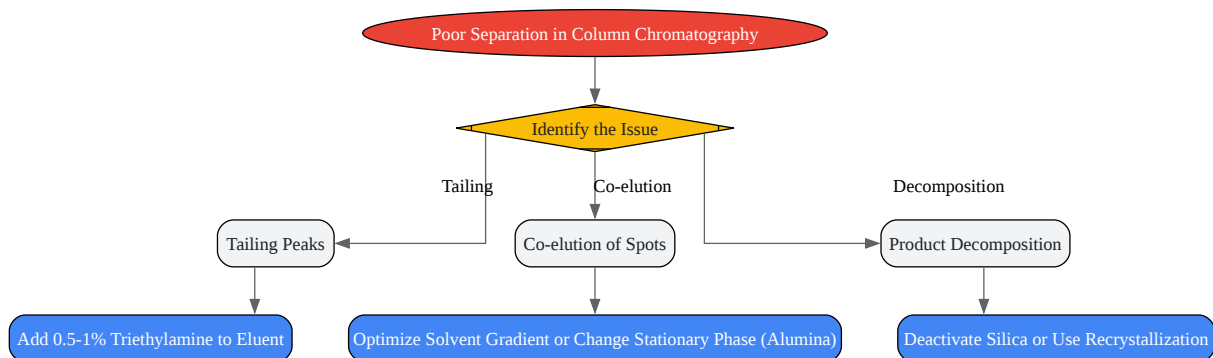 Poor Separation in Column Chromatography
Identify the Issue
Tailing
Co-elution
Decomposition
Tailing Peaks
Co-elution of Spots
Product Decomposition
Add 0.5-1% Triethylamine to Eluent
Optimize Solvent Gradient or Change Stationary Phase (Alumina)
Deactivate Silica or Use Recrystallization